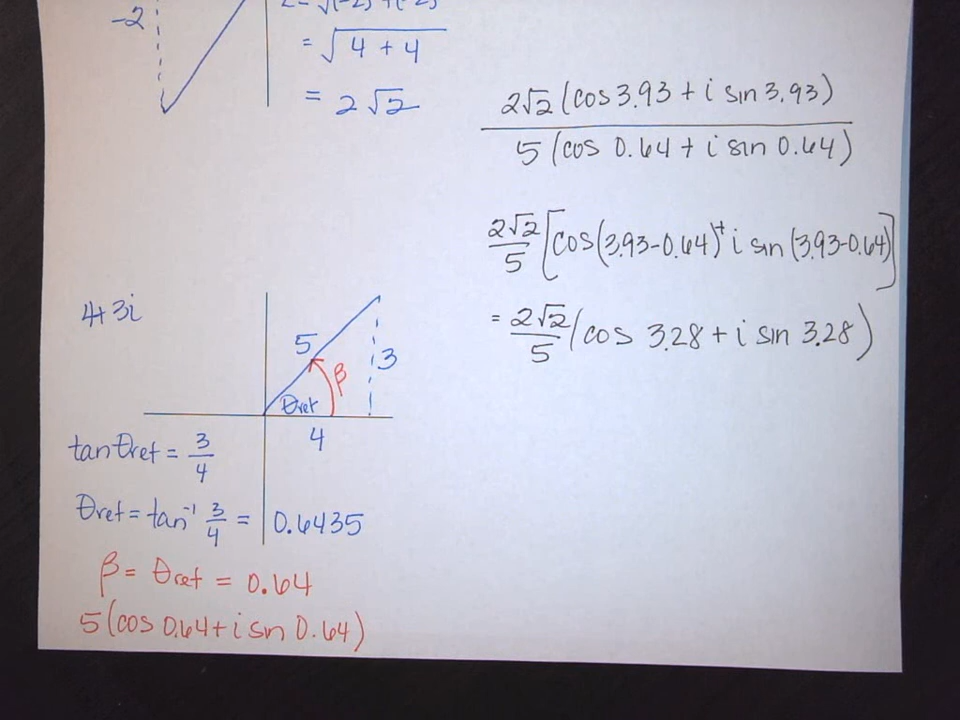 -2
= √4 + 4
= 2√2
4+3i
5
3
β
θref
4
tanθref = 3/4
θref = tan⁻¹ 3/4 = 0.6435
β = θref = 0.64
5(cos 0.64 + i sin 0.64)
2√2 (cos 3.93 + i sin 3.93)
5 (cos 0.64 + i sin 0.64)
2√2/5 [cos(3.93-0.64) + i sin (3.93-0.64)]
= 2√2/5 (cos 3.28 + i sin 3.28)